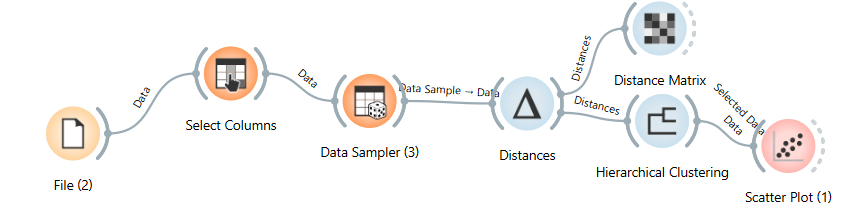 File (2)
Data
Select Columns
Data
Data Sampler (3)
Data Sample → Data
Distances
Distances
Distance Matrix
Distances
Hierarchical Clustering
Selected Data
Data
Scatter Plot (1)